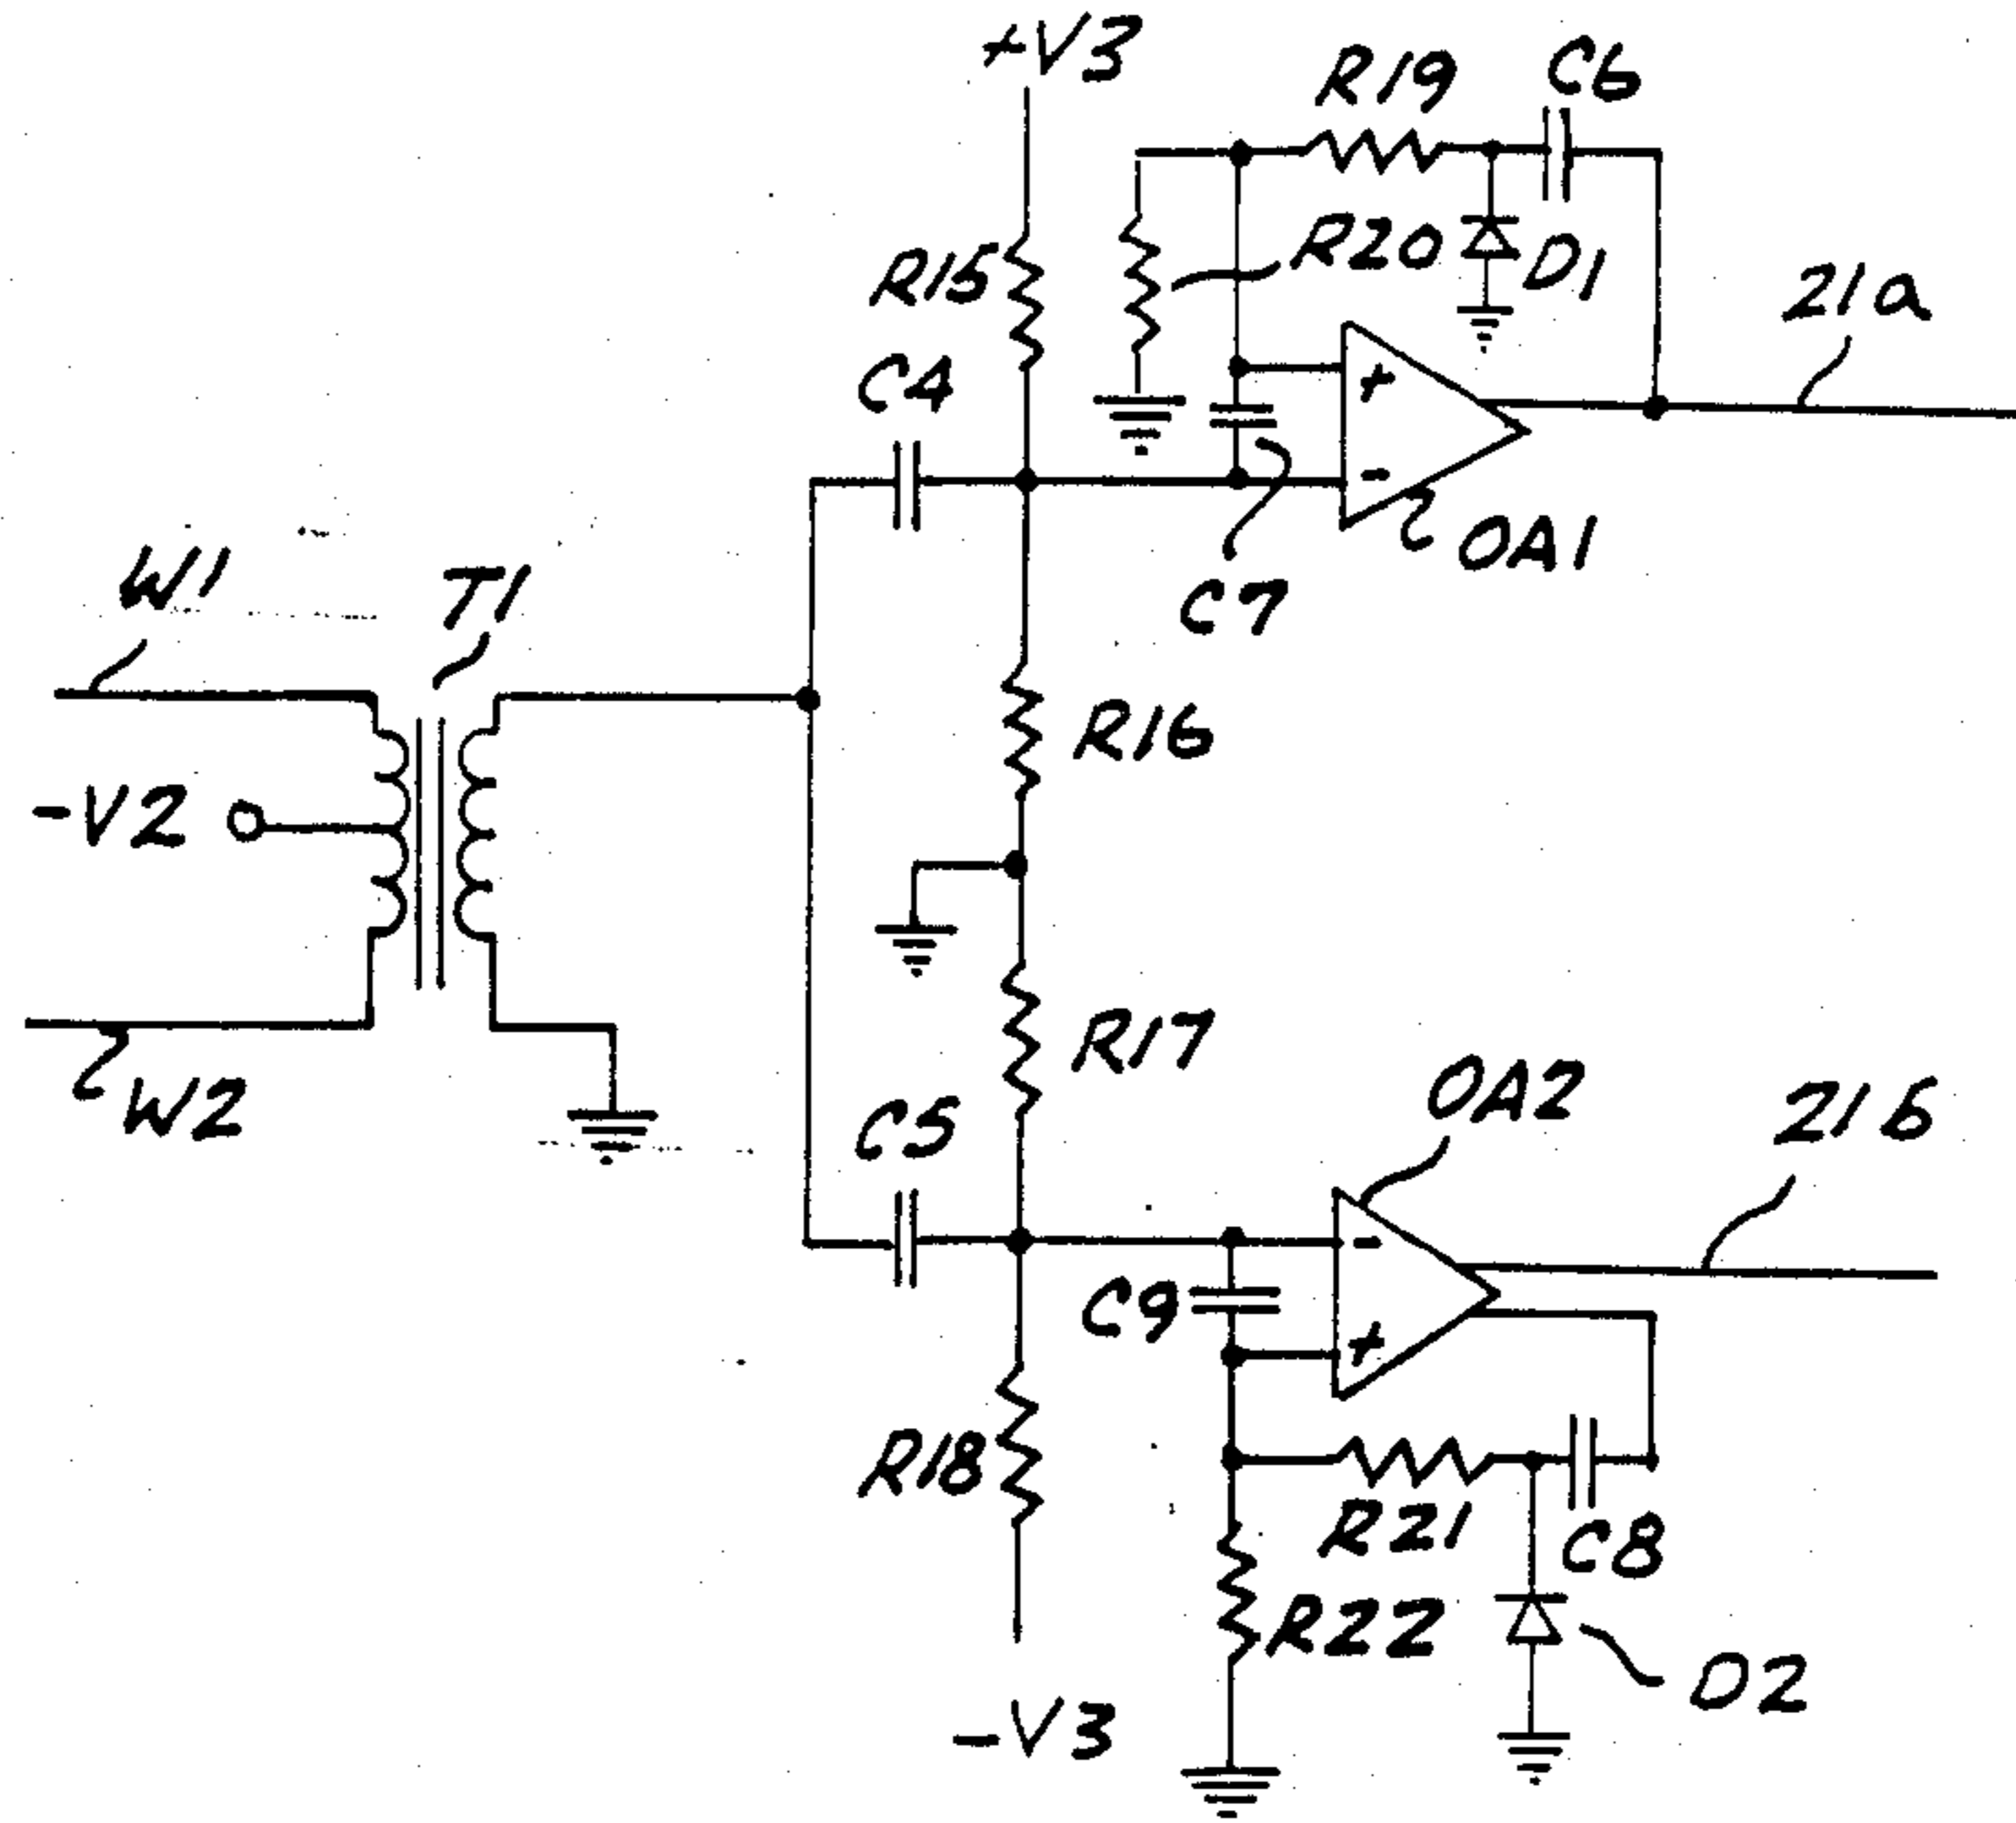 +V3
R19
C6
R15
R20
D1
21a
C4
+
-
OA1
C7
W1
T1
R16
-V2
R17
OA2
21b
W2
C5
-
C9
+
R18
R21
C8
R22
D2
-V3